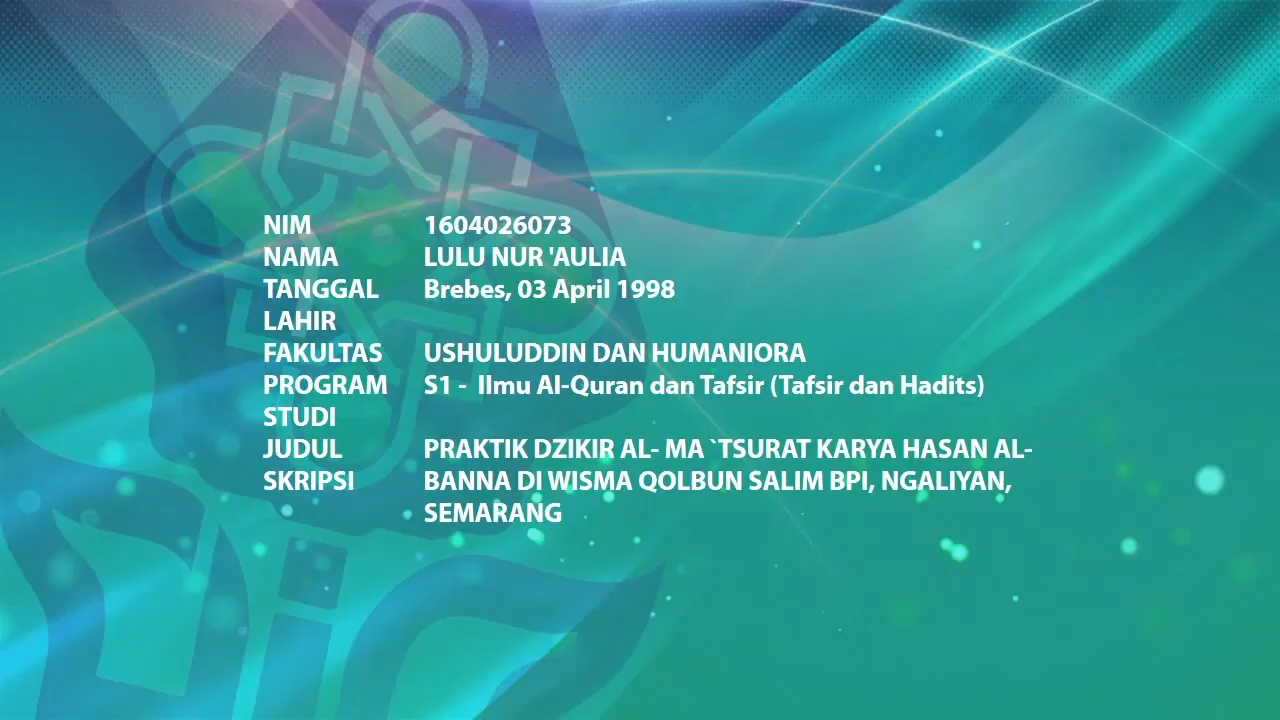 NIM 1604026073
NAMA LULU NUR 'AULIA
TANGGAL Brebes, 03 April 1998
LAHIR
FAKULTAS USHULUDDIN DAN HUMANIORA
PROGRAM S1 - Ilmu Al-Quran dan Tafsir (Tafsir dan Hadits)
STUDI
JUDUL PRAKTIK DZIKIR AL- MA `TSURAT KARYA HASAN AL-
SKRIPSI BANNA DI WISMA QOLBUN SALIM BPI, NGALIYAN,
SEMARANG